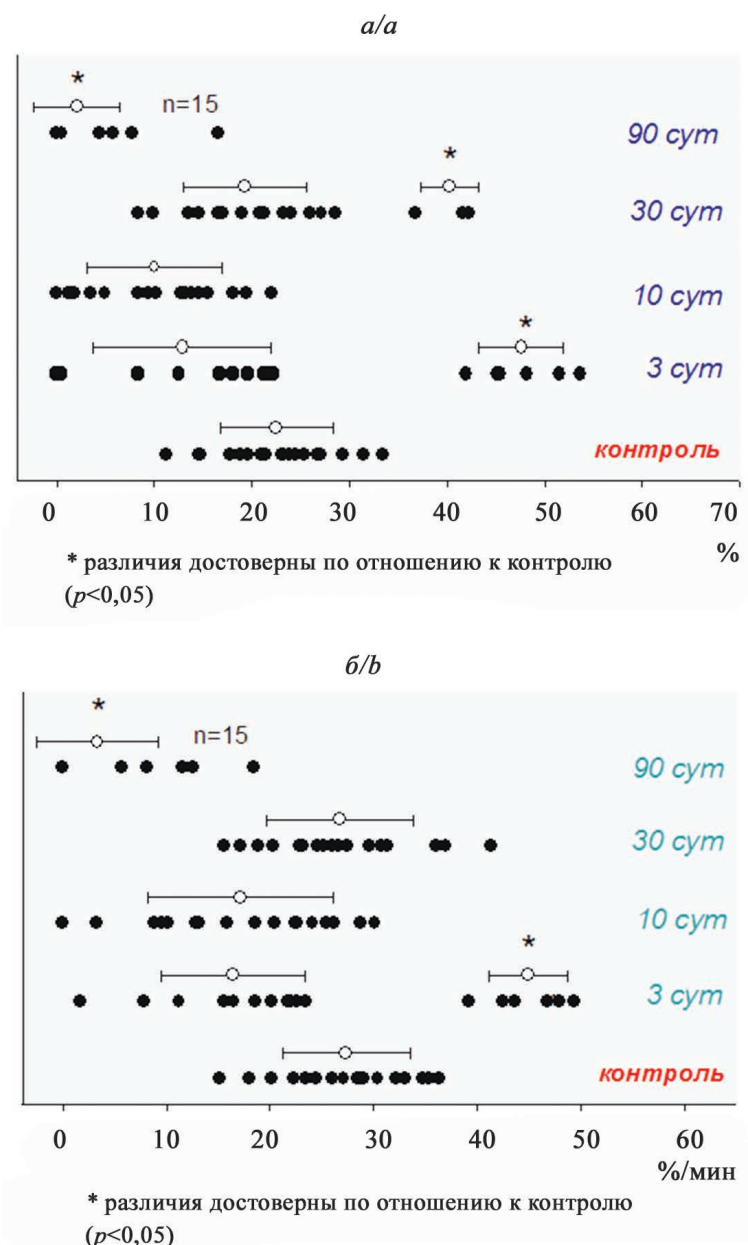 а/a
*
n=15
90 сут
*
30 сут
10 сут
*
3 сут
контроль
0 10 20 30 40 50 60 70
%
* различия достоверны по отношению к контролю
(p<0,05)
б/b
*
n=15
90 сут
30 сут
10 сут
*
3 сут
контроль
0 10 20 30 40 50 60
%/мин
* различия достоверны по отношению к контролю
(p<0,05)